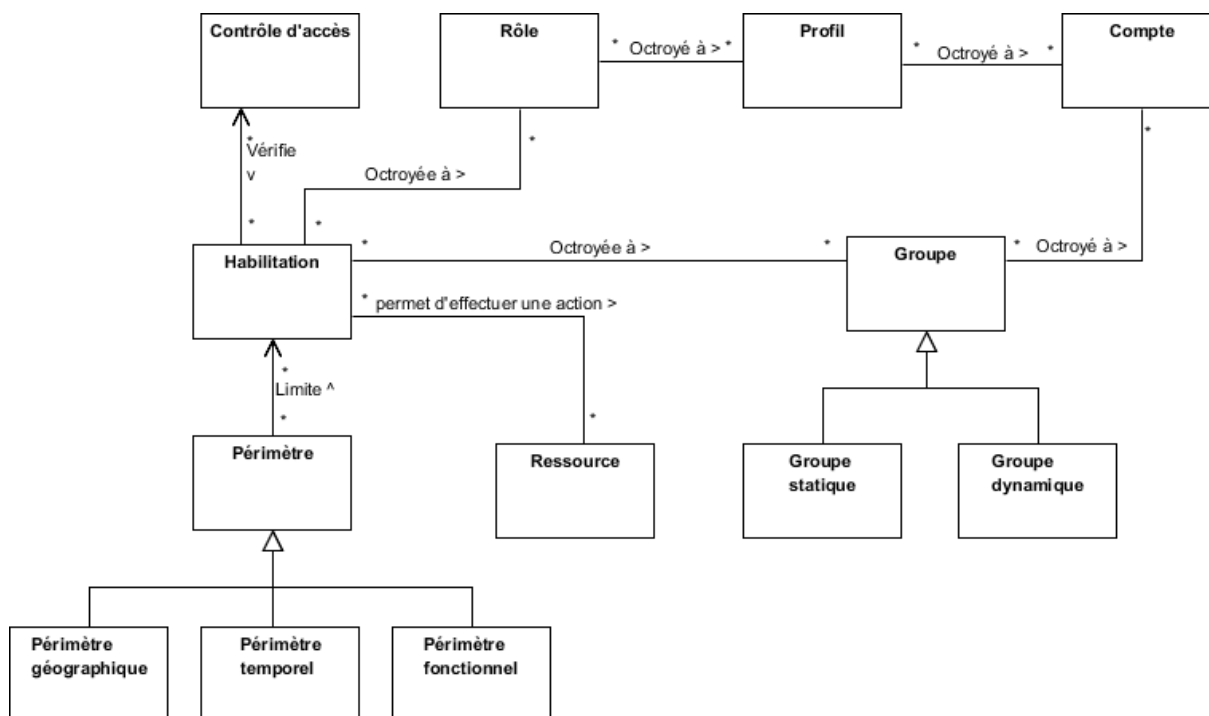 Contrôle d'accès
Rôle
* Octroyé à > *
Profil
* Octroyé à > *
Compte
*
Vérifie
v
*
Octroyée à >
*
*
*
Habilitation
* Octroyée à > *
Groupe
* Octroyé à >
* permet d'effectuer une action >
*
Limite ^
*
*
Périmètre
Ressource
Groupe
statique
Groupe
dynamique
Périmètre
géographique
Périmètre
temporel
Périmètre
fonctionnel